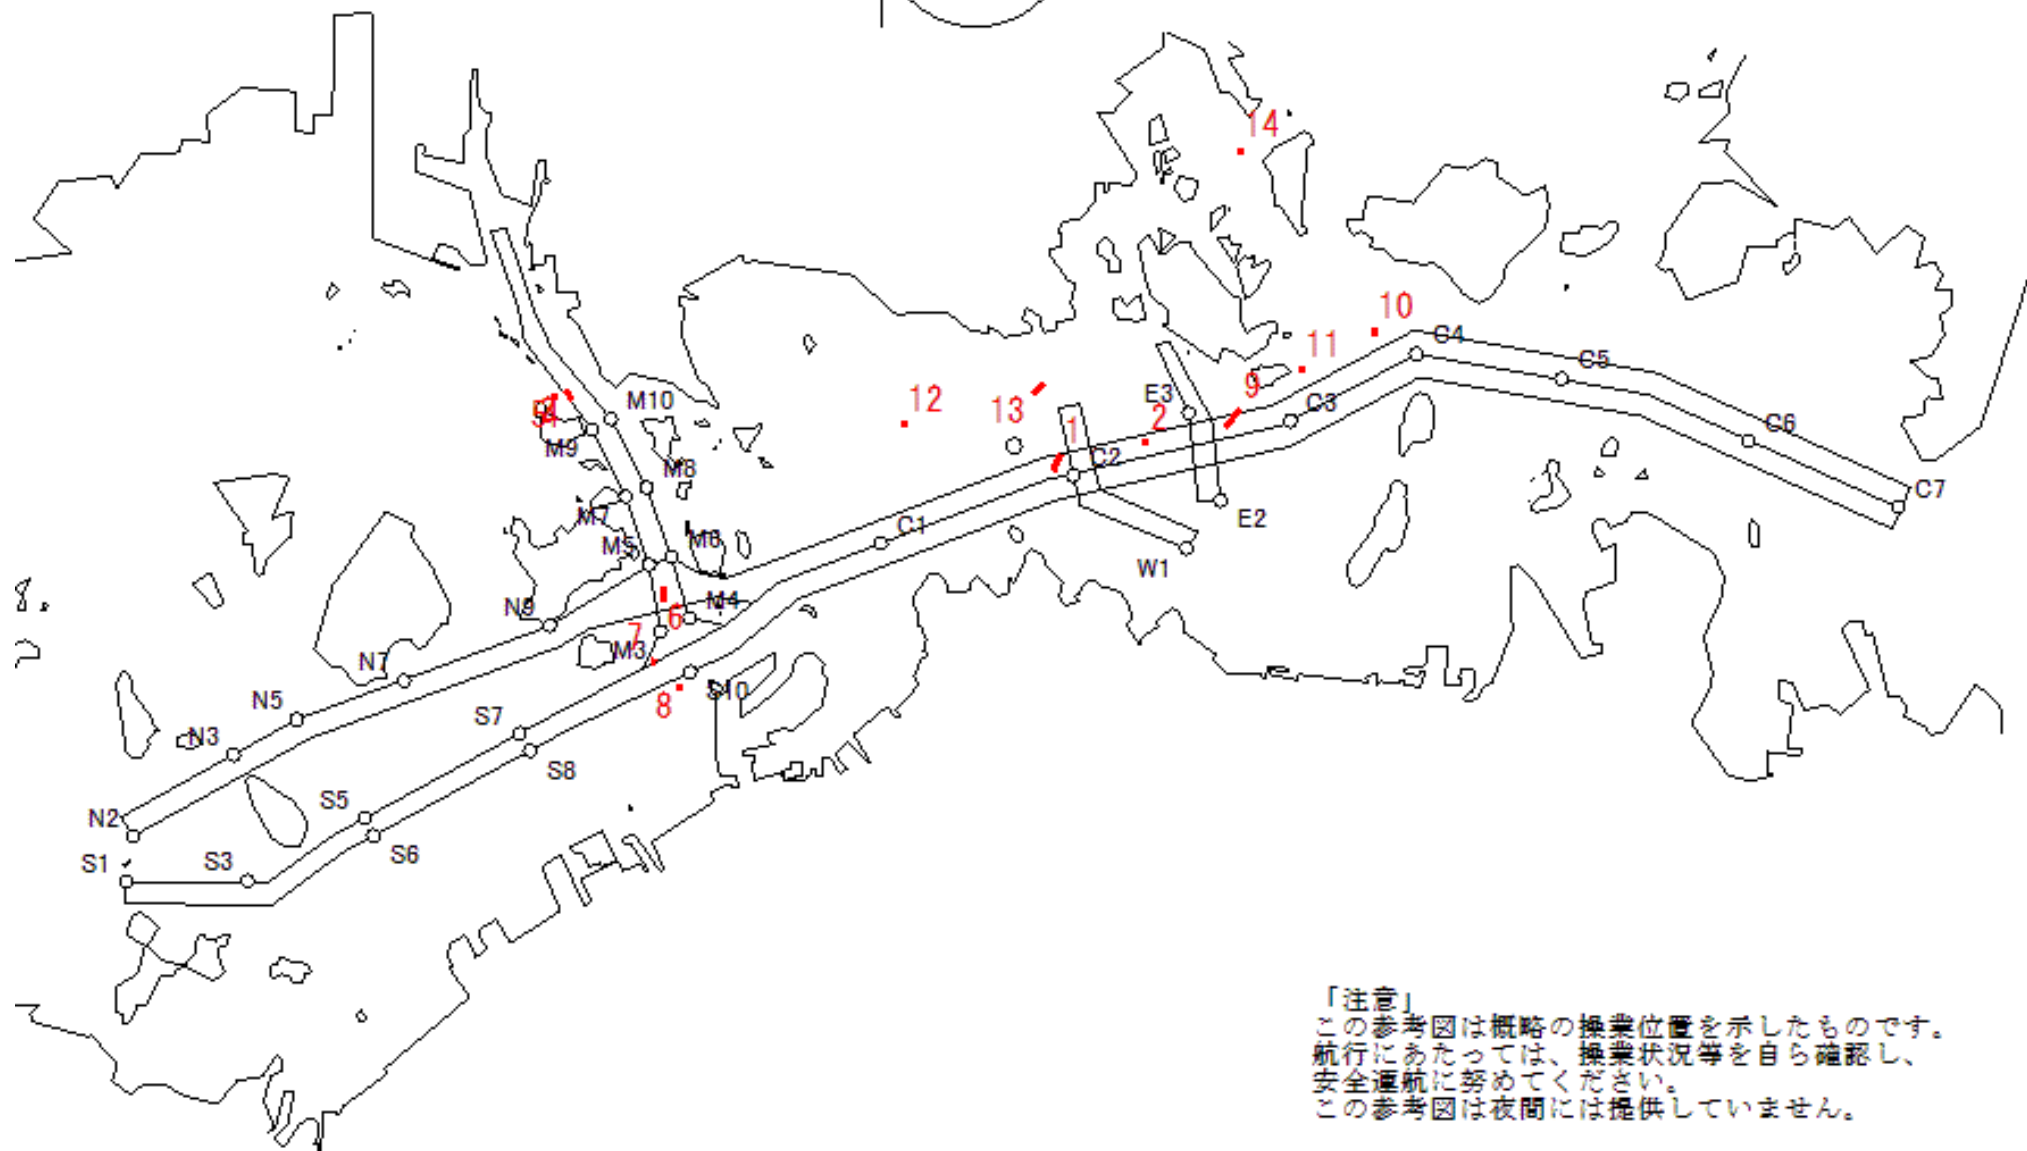 14
10
C4
11
C5
M10
12
13
E3
9
C3
1
2
C6
M9
C2
M8
C7
M7
E2
C1
M5
M6
W1
N9
M4
6
7
M3
N7
S10
8
N5
S7
N3
S8
S5
N2
S6
S1
S3
「注意」
この参考図は概略の操業位置を示したものです。
航行にあたっては、操業状況等を自ら確認し、
安全運航に努めてください。
この参考図は夜間には提供していません。